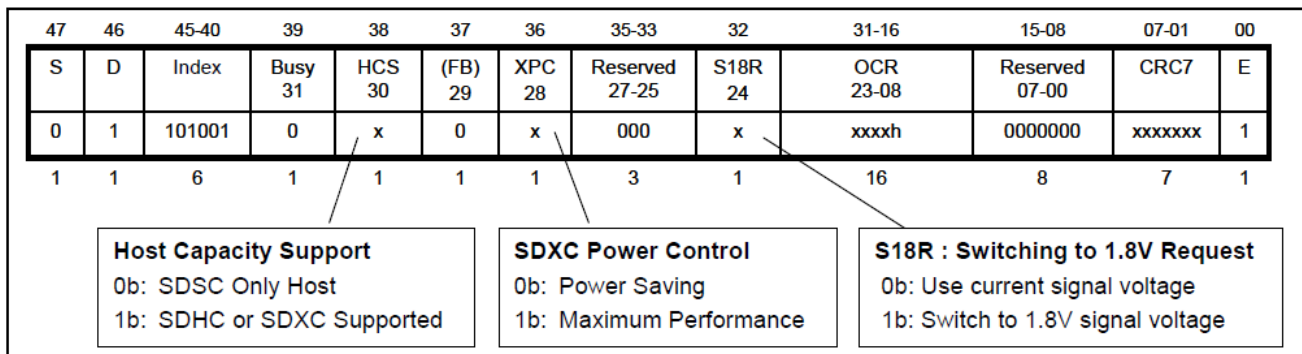 47 46 45-40 39 38 37 36 35-33 32 31-16 15-08 07-01 00
S D Index Busy HCS (FB) XPC Reserved S18R OCR Reserved CRC7 E
31 30 29 28 27-25 24 23-08 07-00
0 1 101001 0 x 0 x 000 x xxxxh 0000000 xxxxxxx 1
1 1 6 1 1 1 1 3 1 16 8 7 1
Host Capacity Support
0b: SDSC Only Host
1b: SDHC or SDXC Supported
SDXC Power Control
0b: Power Saving
1b: Maximum Performance
S18R : Switching to 1.8V Request
0b: Use current signal voltage
1b: Switch to 1.8V signal voltage